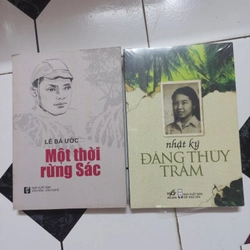 LÊ BÁ ƯỚC
Một thời
rừng Sác
nhật ký
ĐẶNG THÙY
TRÂM